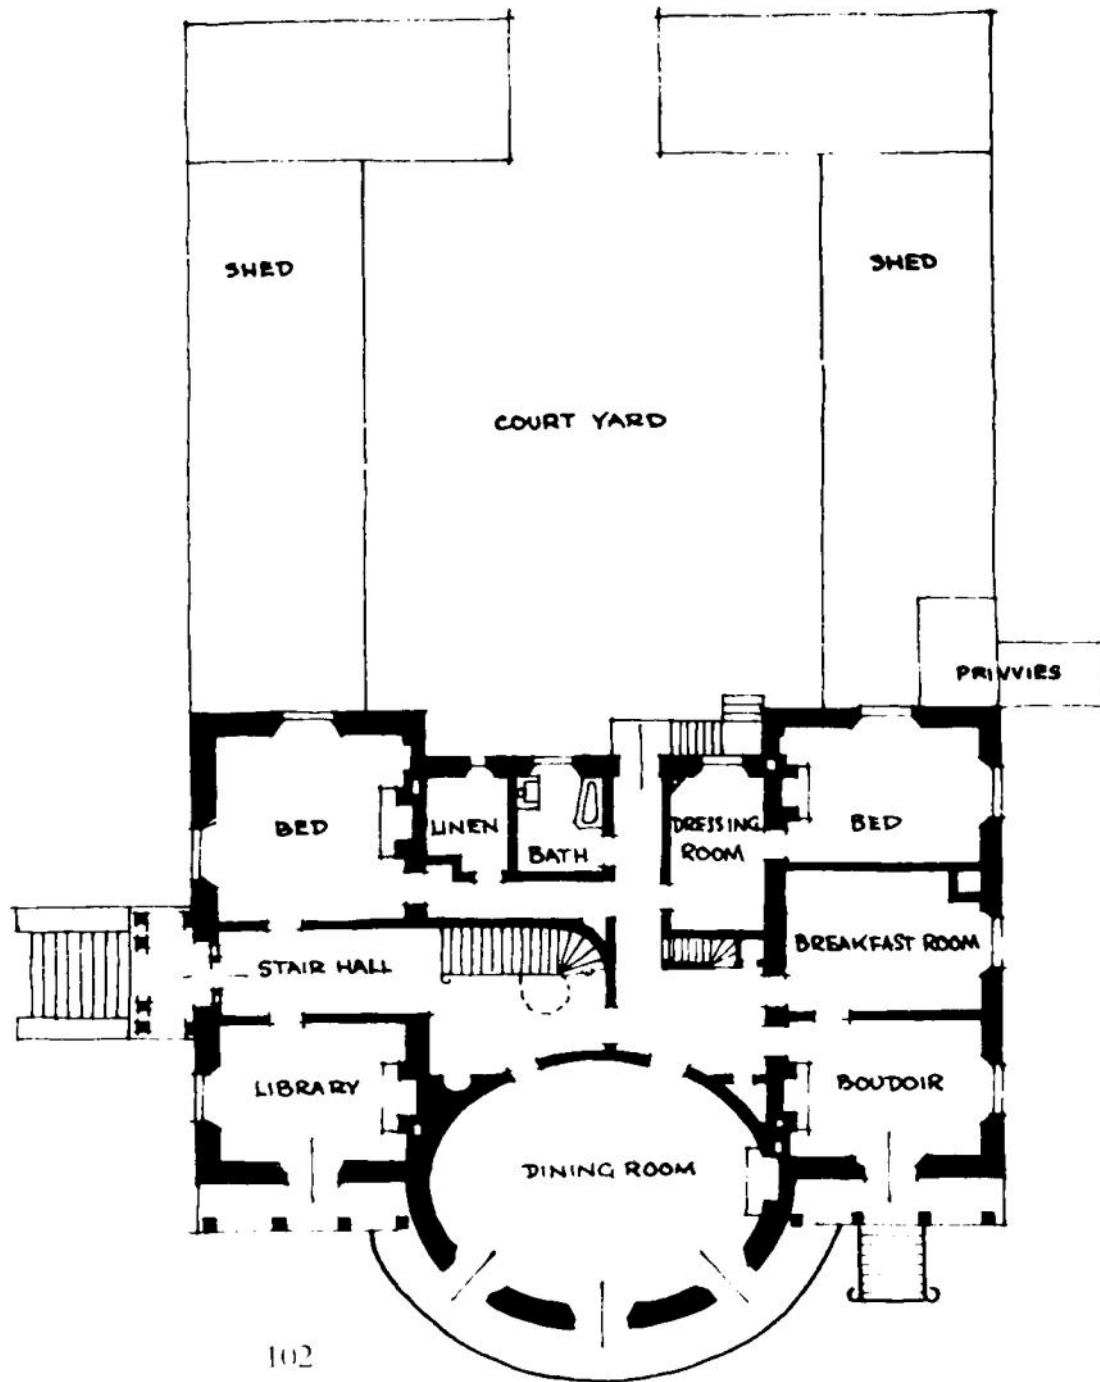 SHED
SHED
COURT YARD
PRIVVIES
BED
LINEN
BATH
DRESSING
ROOM
BED
STAIR HALL
BREAKFAST ROOM
LIBRARY
BOUDOIR
DINING ROOM
102